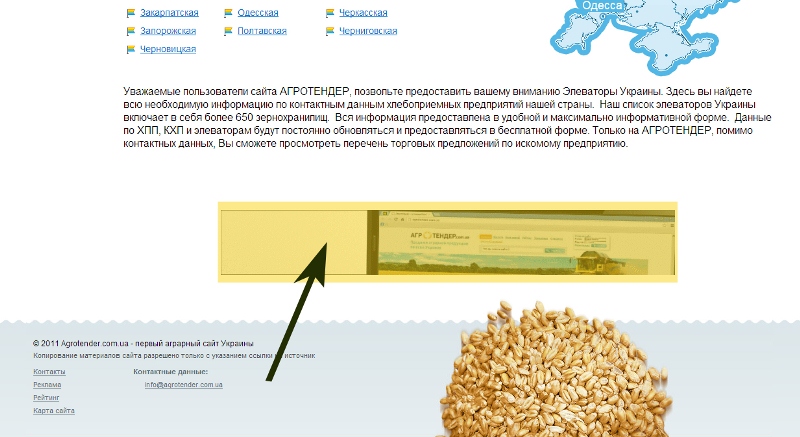 Закарпатская
Одесская
Черкасская
Запорожская
Полтавская
Черниговская
Черновицкая
Одесса
Уважаемые пользователи сайта АГРОТЕНДЕР, позвольте предоставить вашему вниманию Элеваторы Украины. Здесь вы найдете
всю необходимую информацию по контактным данным хлебоприемных предприятий нашей страны. Наш список элеваторов Украины
включает в себя более 650 зернохранилищ. Вся информация предоставлена в удобной и максимально информативной форме. Данные
по ХПП, КХП и элеваторам будут постоянно обновляться и предоставляться в бесплатной форме. Только на АГРОТЕНДЕР, помимо
контактных данных, Вы сможете просмотреть перечень торговых предложений по искомому предприятию.
АГР ТЕНДЕР
© 2011 Agrotender.com.ua - первый аграрный сайт Украины
Копирование материалов сайта разрешено только с указанием ссылки на источник
Контакты
Контактные данные:
Реклама
info@agrotender.com.ua
Рейтинг
Карта сайта